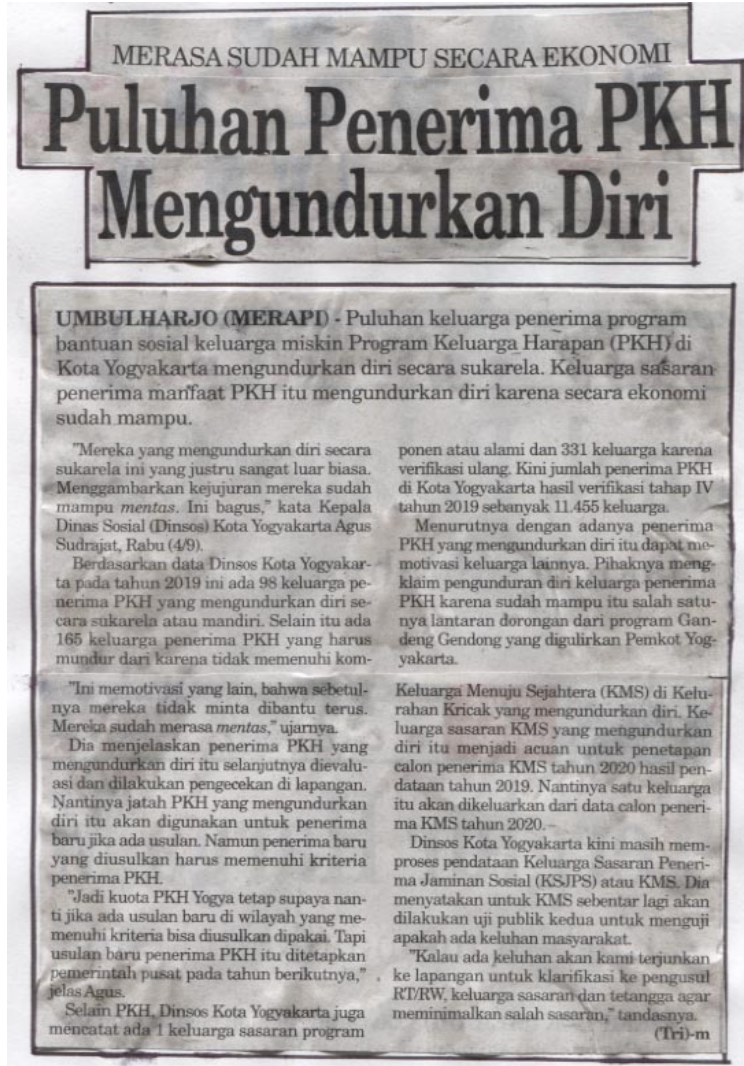 MERASA SUDAH MAMPU SECARA EKONOMI
Puluhan Penerima PKH
Mengundurkan Diri
UMBULHARJO (MERAPI) - Puluhan keluarga penerima program
bantuan sosial keluarga miskin Program Keluarga Harapan (PKH) di
Kota Yogyakarta mengundurkan diri secara sukarela. Keluarga sasaran
penerima manfaat PKH itu mengundurkan diri karena secara ekonomi
sudah mampu.
"Mereka yang mengundurkan diri secara
sukarela ini yang justru sangat luar biasa.
Menggambarkan kejujuran mereka sudah
mampu mentas. Ini bagus," kata Kepala
Dinas Sosial (Dinsos) Kota Yogyakarta Agus
Sudrajat, Rabu (4/9).
Berdasarkan data Dinsos Kota Yogyakar-
ta pada tahun 2019 ini ada 98 keluarga pe-
nerima PKH yang mengundurkan diri se-
cara sukarela atau mandiri. Selain itu ada
165 keluarga penerima PKH yang harus
mundur dari karena tidak memenuhi kom-
ponen atau alami dan 331 keluarga karena
verifikasi ulang. Kini jumlah penerima PKH
di Kota Yogyakarta hasil verifikasi tahap IV
tahun 2019 sebanyak 11.455 keluarga.
Menurutnya dengan adanya penerima
PKH yang mengundurkan diri itu dapat me-
motivasi keluarga lainnya. Pihaknya meng-
klaim pengunduran diri keluarga penerima
PKH karena sudah mampu itu salah satu-
nya lantaran dorongan dari program Gan-
deng Gendong yang digulirkan Pemkot Yog-
yakarta.
"Ini memotivasi yang lain, bahwa sebetul-
nya mereka tidak minta dibantu terus.
Mereka sudah merasa mentas," ujarnya.
Dia menjelaskan penerima PKH yang
mengundurkan diri itu selanjutnya dievalu-
asi dan dilakukan pengecekan di lapangan.
Nantinya jatah PKH yang mengundurkan
diri itu akan digunakan untuk penerima
baru jika ada usulan. Namun penerima baru
yang diusulkan harus memenuhi kriteria
penerima PKH.
"Jadi kuota PKH Yogya tetap supaya nan-
ti jika ada usulan baru di wilayah yang me-
menuhi kriteria bisa diusulkan dipakai. Tapi
usulan baru penerima PKH itu ditetapkan
pemerintah pusat pada tahun berikutnya,"
jelas Agus.
Selain PKH, Dinsos Kota Yogyakarta juga
mencatat ada 1 keluarga sasaran program
Keluarga Menuju Sejahtera (KMS) di Kelu-
rahan Kricak yang mengundurkan diri. Ke-
luarga sasaran KMS yang mengundurkan
diri itu menjadi acuan untuk penetapan
calon penerima KMS tahun 2020 hasil pen-
dataan tahun 2019. Nantinya satu keluarga
itu akan dikeluarkan dari data calon peneri-
ma KMS tahun 2020.
Dinsos Kota Yogyakarta kini masih mem-
proses pendataan Keluarga Sasaran Peneri-
ma Jaminan Sosial (KSJPS) atau KMS. Dia
menyatakan untuk KMS sebentar lagi akan
dilakukan uji publik kedua untuk menguji
apakah ada keluhan masyarakat.
"Kalau ada keluhan akan kami terjunkan
ke lapangan untuk klarifikasi ke pengusul
RT/RW, keluarga sasaran dan tetangga agar
meminimalkan salah sasaran," tandasnya.
(Tri)-m